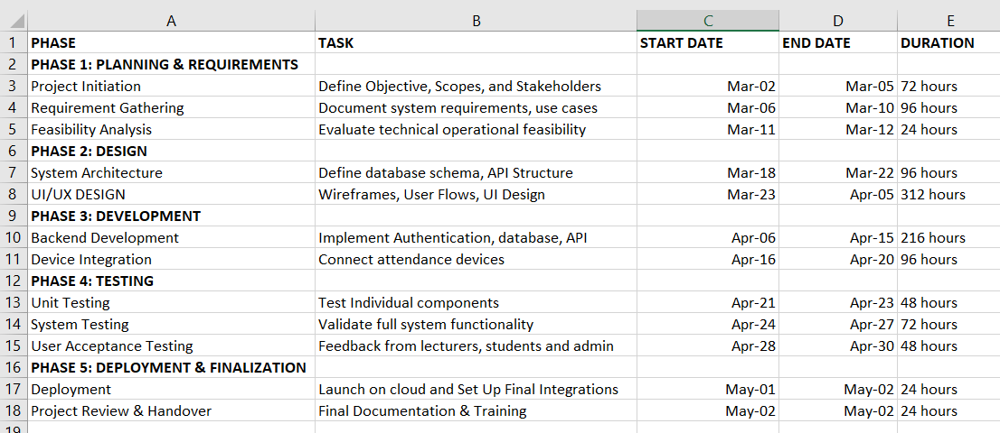 A B C D E
1 PHASE TASK START DATE END DATE DURATION
2 PHASE 1: PLANNING & REQUIREMENTS
3 Project Initiation Define Objective, Scopes, and Stakeholders Mar-02 Mar-05 72 hours
4 Requirement Gathering Document system requirements, use cases Mar-06 Mar-10 96 hours
5 Feasibility Analysis Evaluate technical operational feasibility Mar-11 Mar-12 24 hours
6 PHASE 2: DESIGN
7 System Architecture Define database schema, API Structure Mar-18 Mar-22 96 hours
8 UI/UX DESIGN Wireframes, User Flows, UI Design Mar-23 Apr-05 312 hours
9 PHASE 3: DEVELOPMENT
10 Backend Development Implement Authentication, database, API Apr-06 Apr-15 216 hours
11 Device Integration Connect attendance devices Apr-16 Apr-20 96 hours
12 PHASE 4: TESTING
13 Unit Testing Test Individual components Apr-21 Apr-23 48 hours
14 System Testing Validate full system functionality Apr-24 Apr-27 72 hours
15 User Acceptance Testing Feedback from lecturers, students and admin Apr-28 Apr-30 48 hours
16 PHASE 5: DEPLOYMENT & FINALIZATION
17 Deployment Launch on cloud and Set Up Final Integrations May-01 May-02 24 hours
18 Project Review & Handover Final Documentation & Training May-02 May-02 24 hours
19